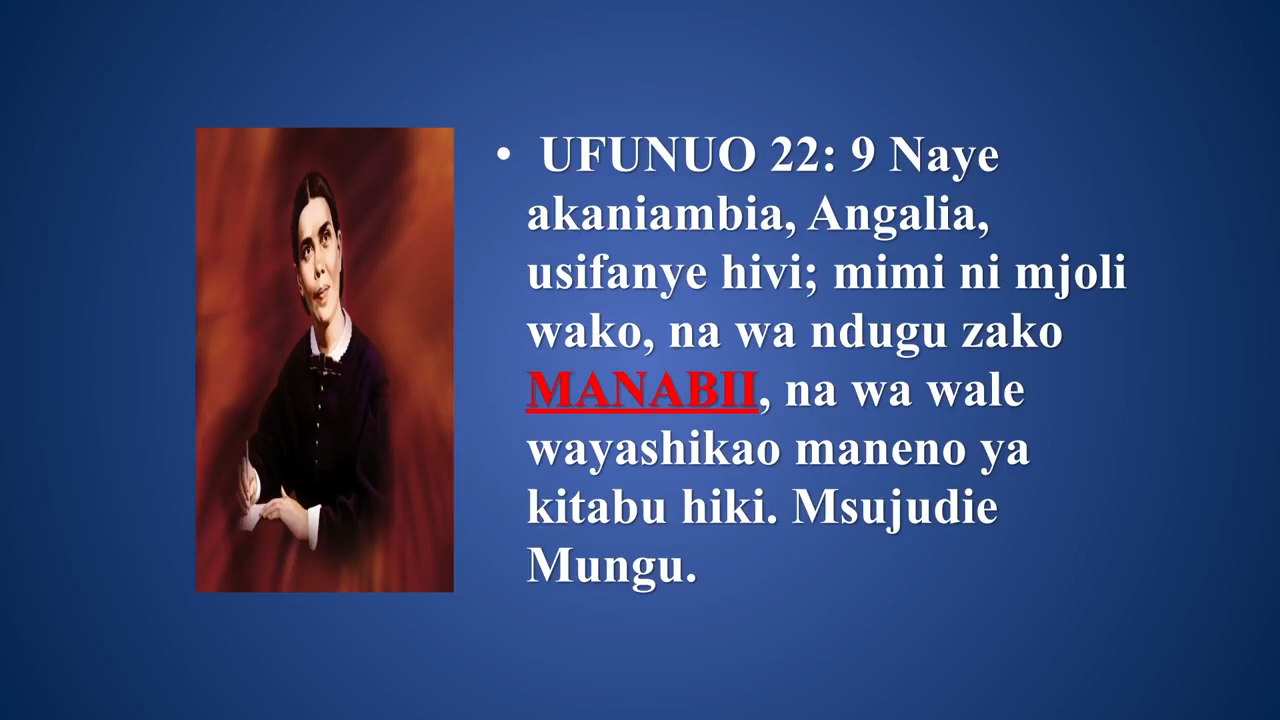 • UFUNUO 22: 9 Naye
akaniambia, Angalia,
usifanye hivi; mimi ni mjoli
wako, na wa ndugu zako
MANABII, na wa wale
wayashikao maneno ya
kitabu hiki. Msujudie
Mungu.